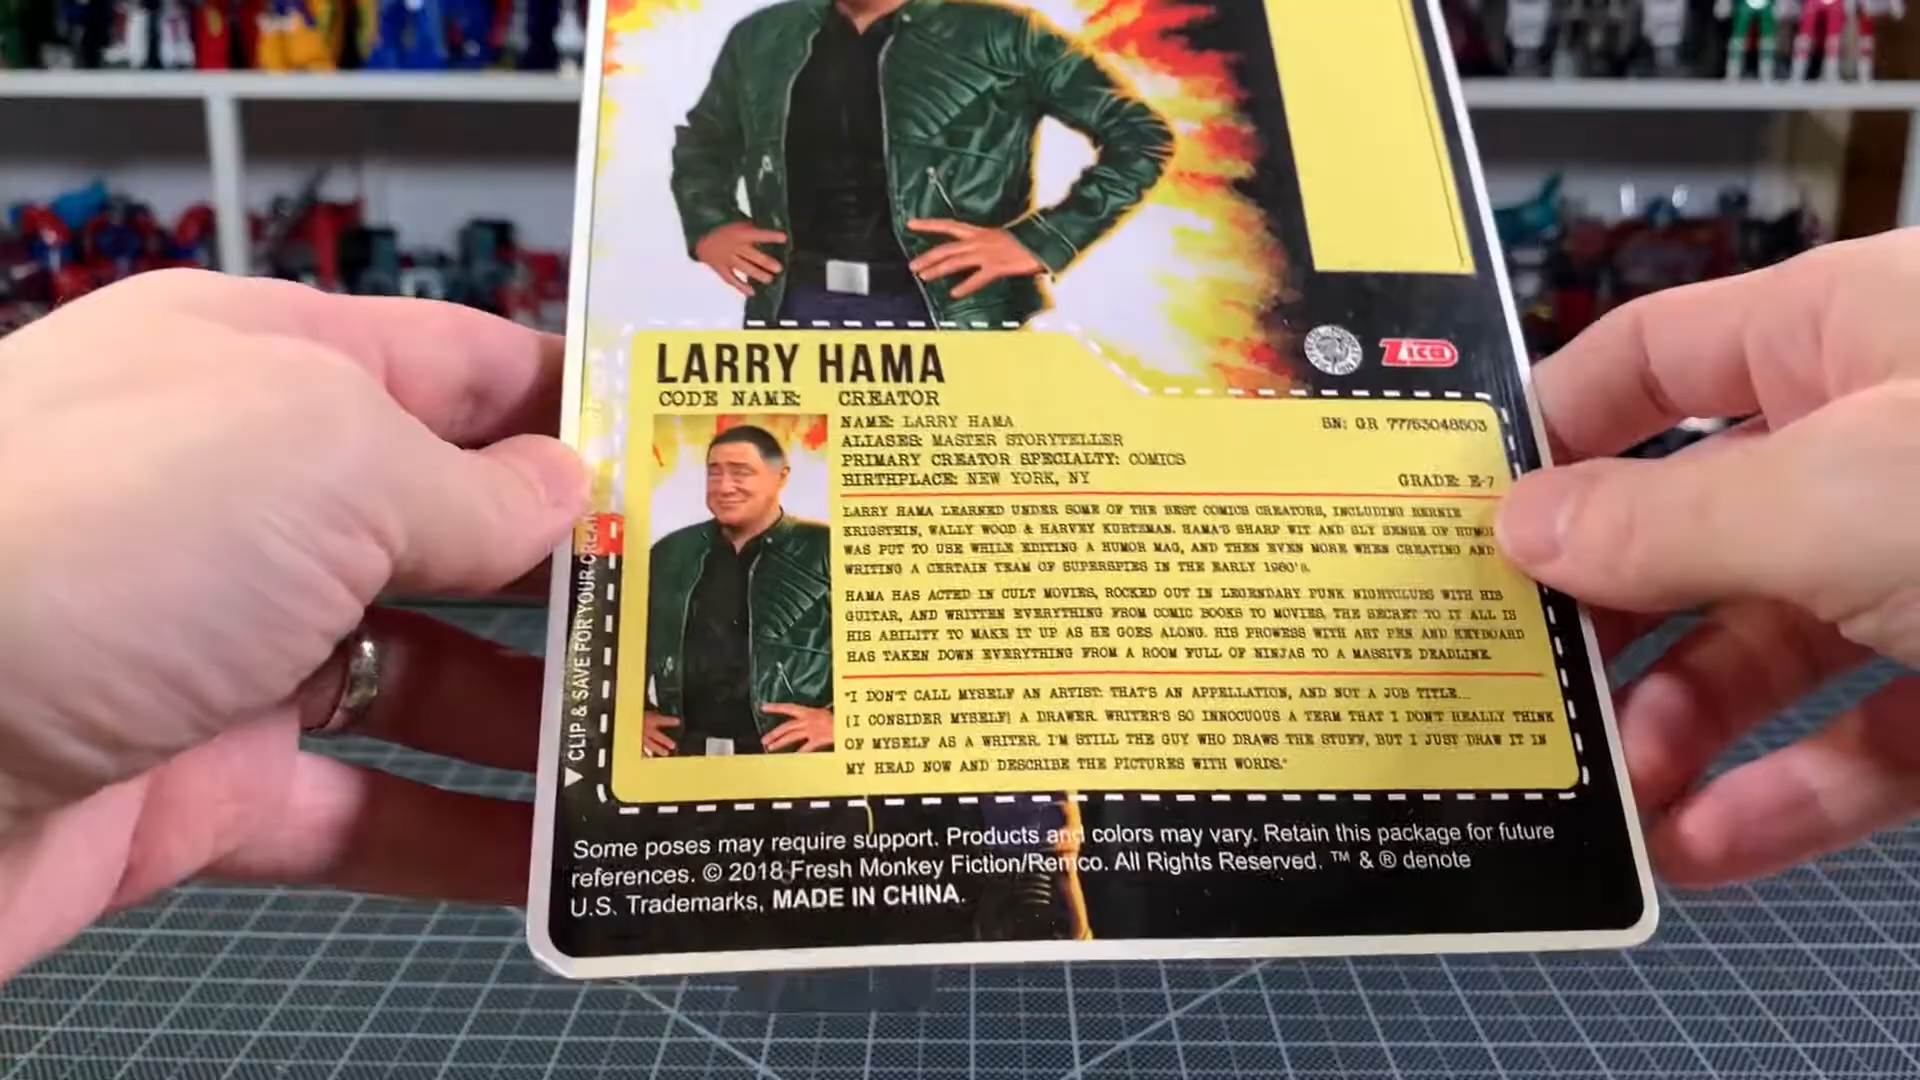 LARRY HAMA
CODE NAME: CREATOR
NAME: LARRY HAMA
ALIASES: MASTER STORYTELLER
PRIMARY CREATOR SPECIALTY: COMICS
BIRTHPLACE: NEW YORK, NY
SN: GR 77753048503
GRADE: E-7
LARRY HAMA LEARNED UNDER SOME OF THE BEST COMICS CREATORS, INCLUDING BERNIE
KRIGSTEIN, WALLY WOOD & HARVEY KURTZMAN. HAMA'S SHARP WIT AND SLY SENSE OF HUMOR
WAS PUT TO USE WHILE EDITING A HUMOR MAG, AND THEN EVEN MORE WHEN CREATING AND
WRITING A CERTAIN TEAM OF SUPERSPIES IN THE EARLY 1980'S.
HAMA HAS ACTED IN CULT MOVIES, ROCKED OUT IN LEGENDARY PUNK NIGHTCLUBS WITH HIS
GUITAR, AND WRITTEN EVERYTHING FROM COMIC BOOKS TO MOVIES. THE SECRET TO IT ALL IS
HIS ABILITY TO MAKE IT UP AS HE GOES ALONG. HIS PROWESS WITH ART PEN AND KEYBOARD
HAS TAKEN DOWN EVERYTHING FROM A ROOM FULL OF NINJAS TO A MASSIVE DEADLINE.
"I DON'T CALL MYSELF AN ARTIST: THAT'S AN APPELLATION, AND NOT A JOB TITLE...
[I CONSIDER MYSELF] A DRAWER. WRITER'S SO INNOCUOUS A TERM THAT I DON'T REALLY THINK
OF MYSELF AS A WRITER. I'M STILL THE GUY WHO DRAWS THE STUFF, BUT I JUST DRAW IT IN
MY HEAD NOW AND DESCRIBE THE PICTURES WITH WORDS."
CLIP & SAVE FOR YOUR
Some poses may require support. Products and colors may vary. Retain this package for future
references. © 2018 Fresh Monkey Fiction/Remco. All Rights Reserved. ™ & ® denote
U.S. Trademarks, MADE IN CHINA.